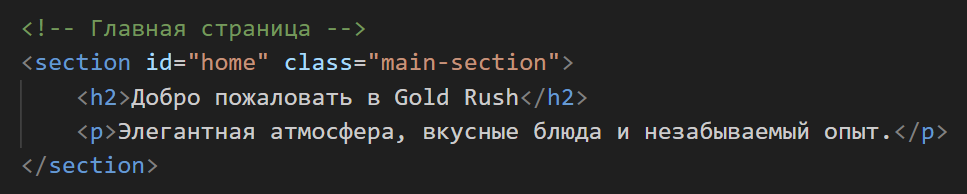 <!-- Главная страница -->
<section id="home" class="main-section">
<h2>Добро пожаловать в Gold Rush</h2>
<p>Элегантная атмосфера, вкусные блюда и незабываемый опыт.</p>
</section>